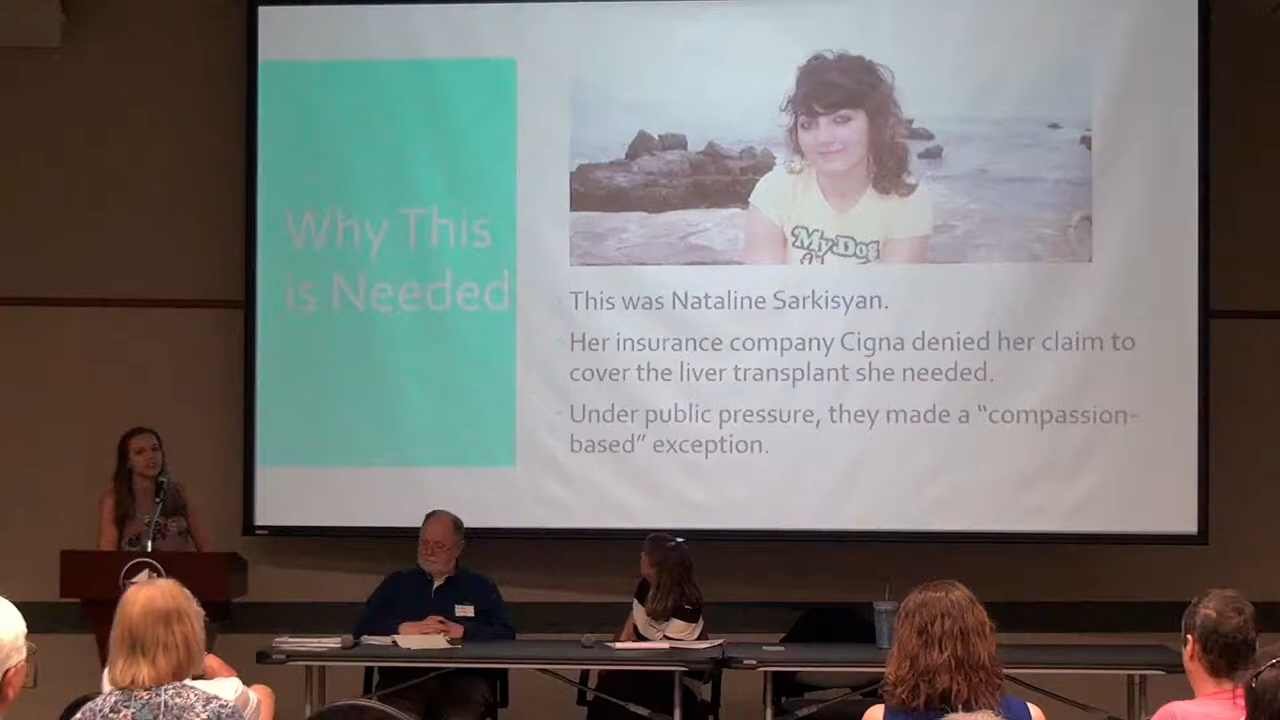 Why This
is Needed
My Dog
This was Nataline Sarkisyan.
Her insurance company Cigna denied her claim to
cover the liver transplant she needed.
Under public pressure, they made a “compassion-
based” exception.